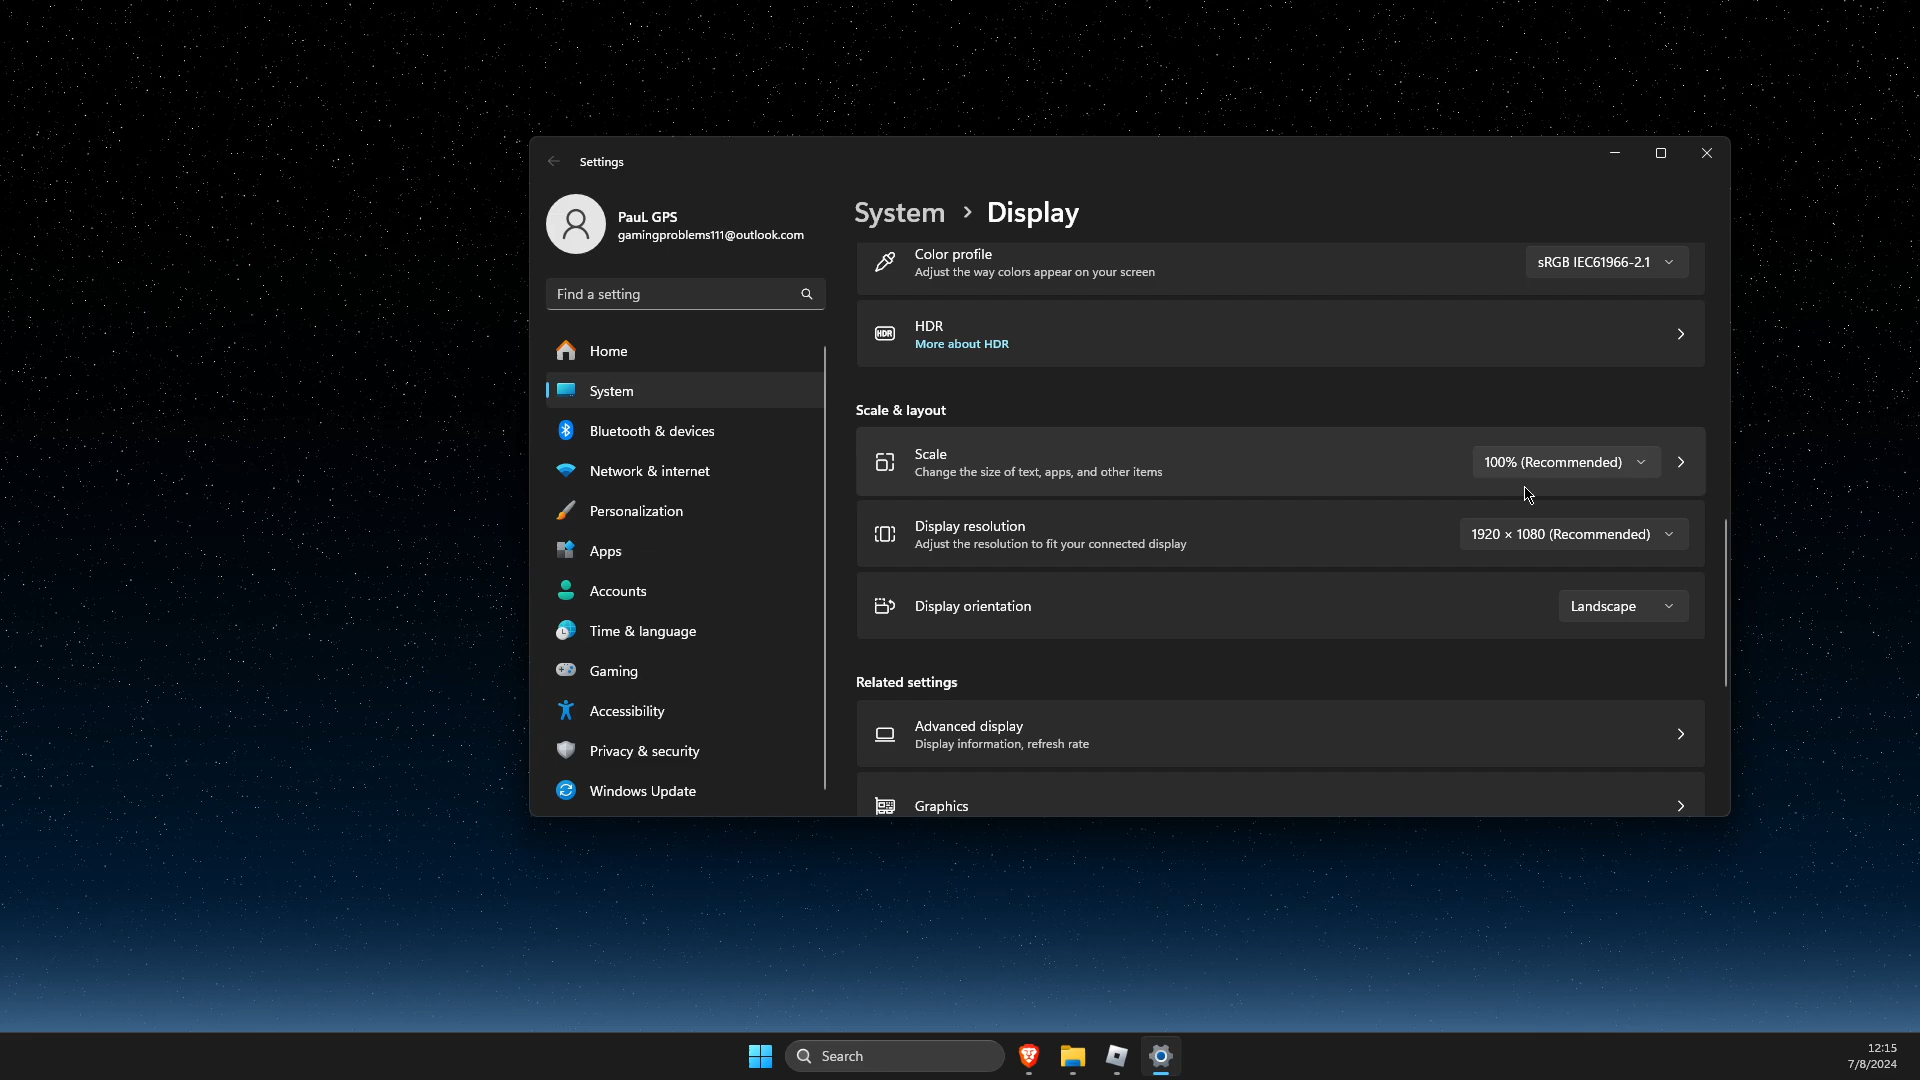 Settings
PauL GPS
gamingproblems111@outlook.com
Find a setting
Home
System
Bluetooth & devices
Network & internet
Personalization
Apps
Accounts
Time & language
Gaming
Accessibility
Privacy & security
Windows Update
System > Display
Color profile
Adjust the way colors appear on your screen
sRGB IEC61966-2.1
HDR
HDR
More about HDR
Scale & layout
Scale
Change the size of text, apps, and other items
100% (Recommended)
Display resolution
Adjust the resolution to fit your connected display
1920 × 1080 (Recommended)
Display orientation
Landscape
Related settings
Advanced display
Display information, refresh rate
Graphics
Search
12:15
7/8/2024